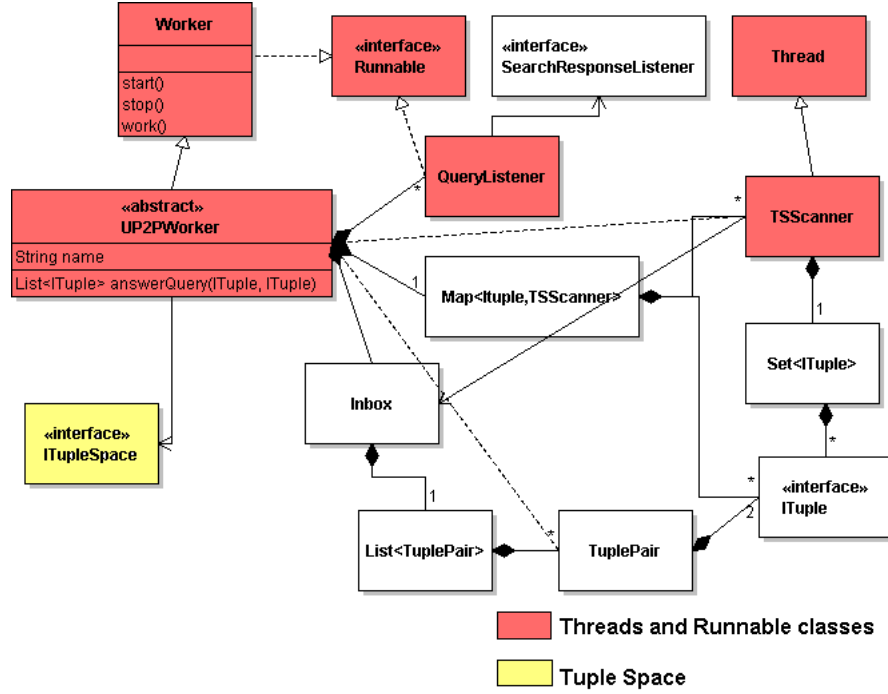 Worker
start()
stop()
work()
«interface»
Runnable
«interface»
SearchResponseListener
Thread
QueryListener
*
«abstract»
UP2PWorker
String name
List<ITuple> answerQuery(ITuple, ITuple)
*
TSScanner
1
Map<Ituple,TSScanner>
1
Set<ITuple>
Inbox
*
«interface»
ITupleSpace
*
«interface»
ITuple
2
1
List<TuplePair>
*
TuplePair
Threads and Runnable classes
Tuple Space